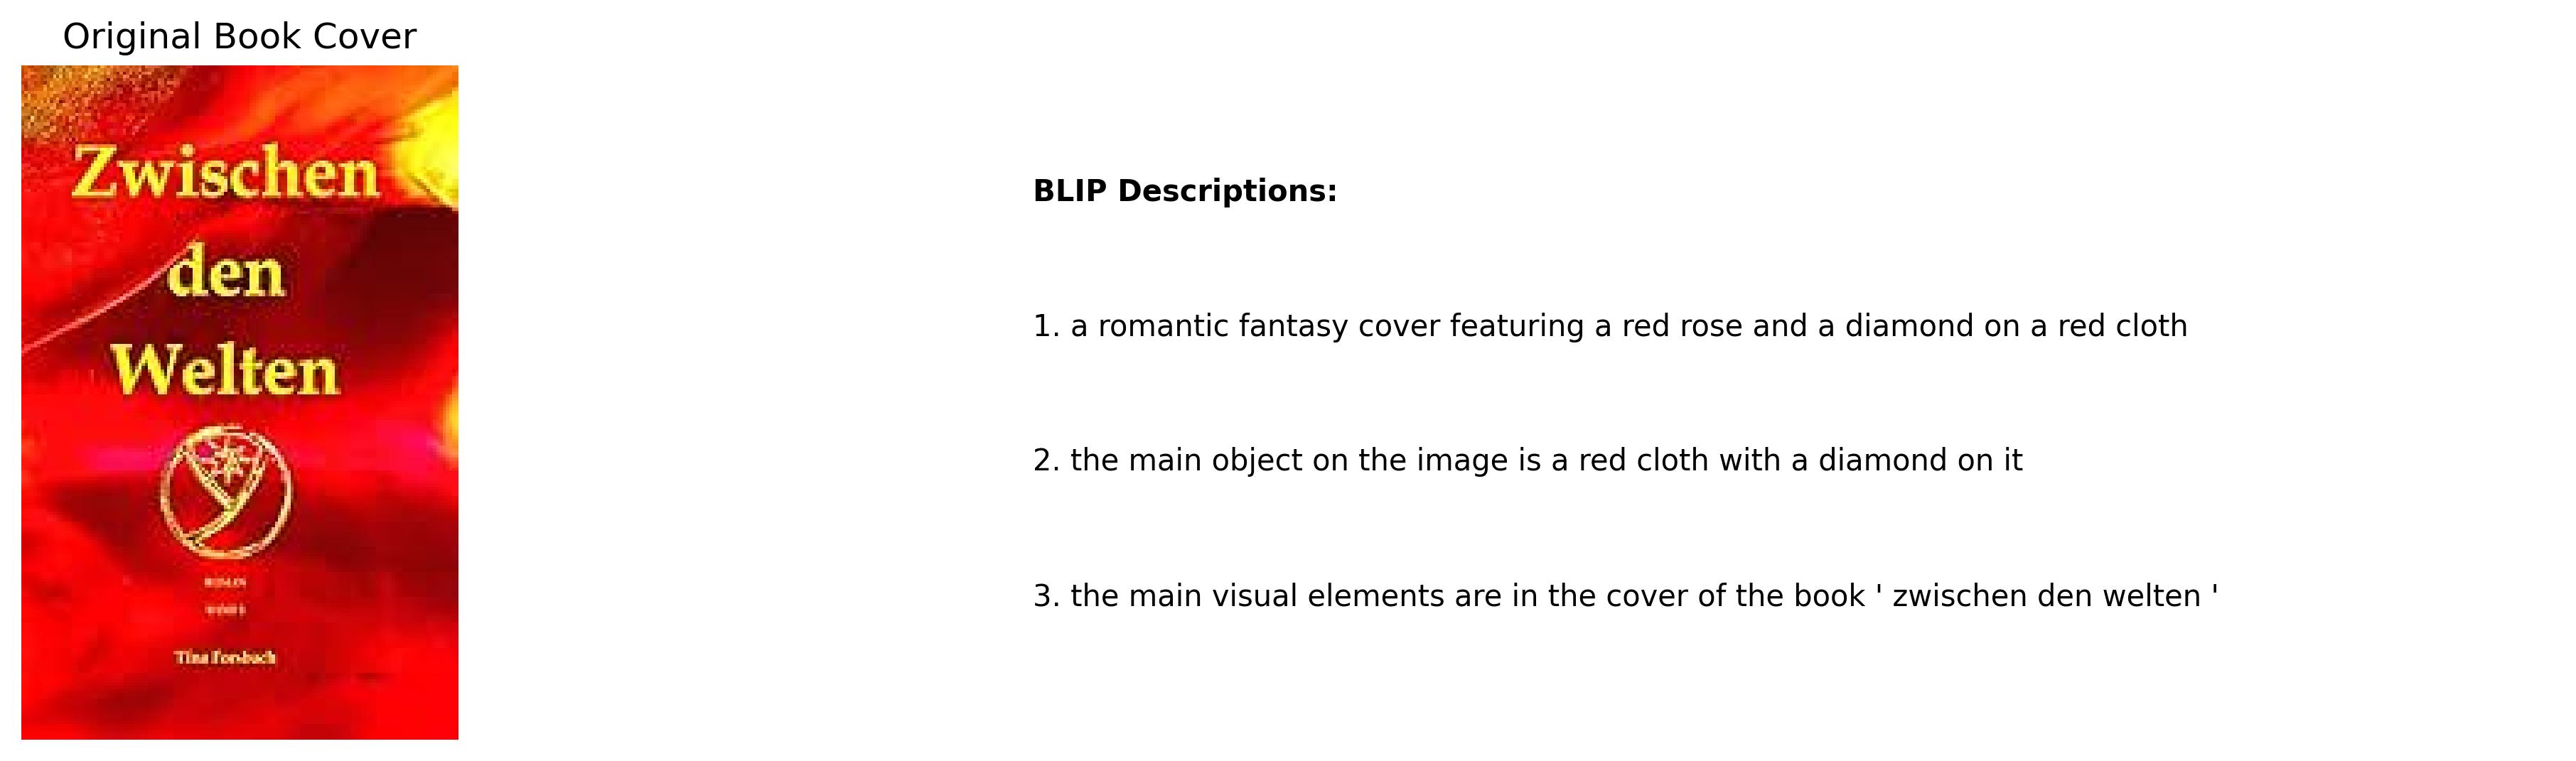 Original Book Cover
Zwischen
den
Welten
Tina Forsbach
BLIP Descriptions:
1. a romantic fantasy cover featuring a red rose and a diamond on a red cloth
2. the main object on the image is a red cloth with a diamond on it
3. the main visual elements are in the cover of the book ' zwischen den welten '